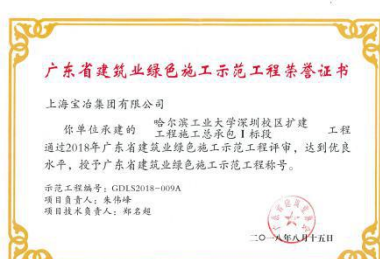 广东省建筑业绿色施工示范工程荣誉证书
上海宝冶集团有限公司
你单位承建的 哈尔滨工业大学深圳校区扩建工程施工总承包Ⅰ标段 工程
通过2018年广东省建筑业绿色施工示范工程评审，达到优良
水平，授予广东省建筑业绿色施工示范工程称号。
示范工程编号：GDLS2018-009A
项目负责人：朱伟峰
项目技术负责人：郑名超
二〇一八年八月十五日